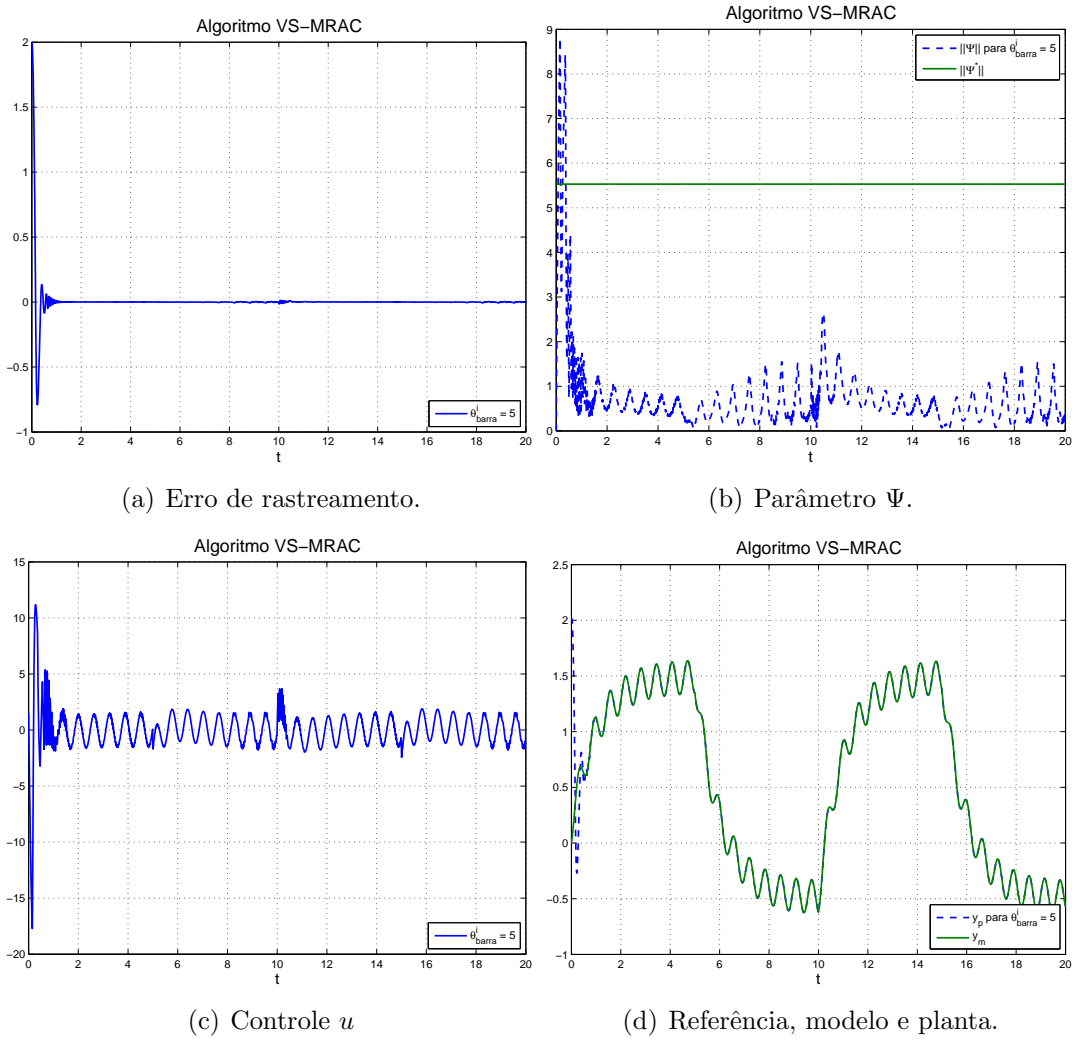 Algoritmo VS−MRAC
2
1.5
1
0.5
0
−0.5
−1
0 2 4 6 8 10 12 14 16 18 20
t
θ^i_barra = 5
(a) Erro de rastreamento.
Algoritmo VS−MRAC
9
8
7
6
5
4
3
2
1
0
0 2 4 6 8 10 12 14 16 18 20
t
||Ψ|| para θ^i_barra = 5
||Ψ*||
(b) Parâmetro Ψ.
Algoritmo VS−MRAC
15
10
5
0
−5
−10
−15
−20
0 2 4 6 8 10 12 14 16 18 20
t
θ^i_barra = 5
(c) Controle u
Algoritmo VS−MRAC
2.5
2
1.5
1
0.5
0
−0.5
−1
0 2 4 6 8 10 12 14 16 18 20
t
y_p para θ^i_barra = 5
y_m
(d) Referência, modelo e planta.